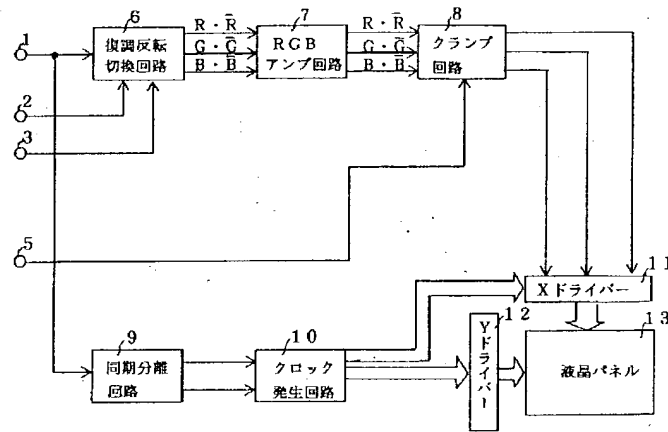 1
2
3
5
6
復調反転
切換回路
R・R̄
G・Ḡ
B・B̄
7
RGB
アンプ回路
R・R̄
G・Ḡ
B・B̄
8
クランプ
回路
9
同期分離
回路
10
クロック
発生回路
11
Xドライバー
12
Yドライバー
13
液晶パネル